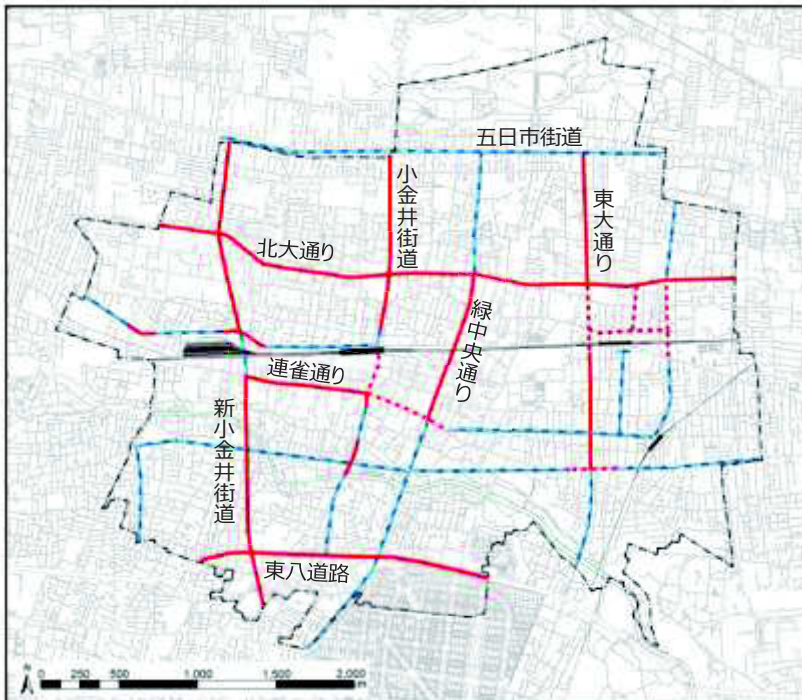 五日市街道
小金井街道
東大通り
北大通り
緑中央通り
連雀通り
新小金井街道
東八道路
N
0 250 500 1,000 1,500 2,000
m